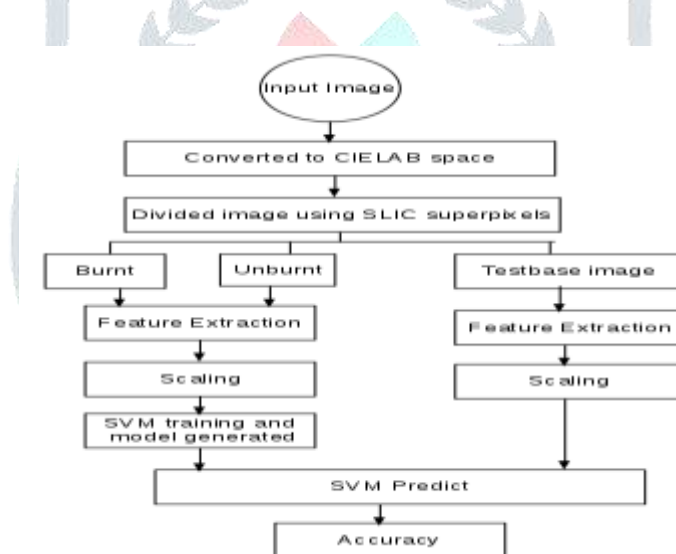 Input Image
Converted to CIELAB space
Divided image using SLIC superpixels
Burnt
Unburnt
Testbase image
Feature Extraction
Feature Extraction
Scaling
Scaling
SVM training and
model generated
SVM Predict
Accuracy